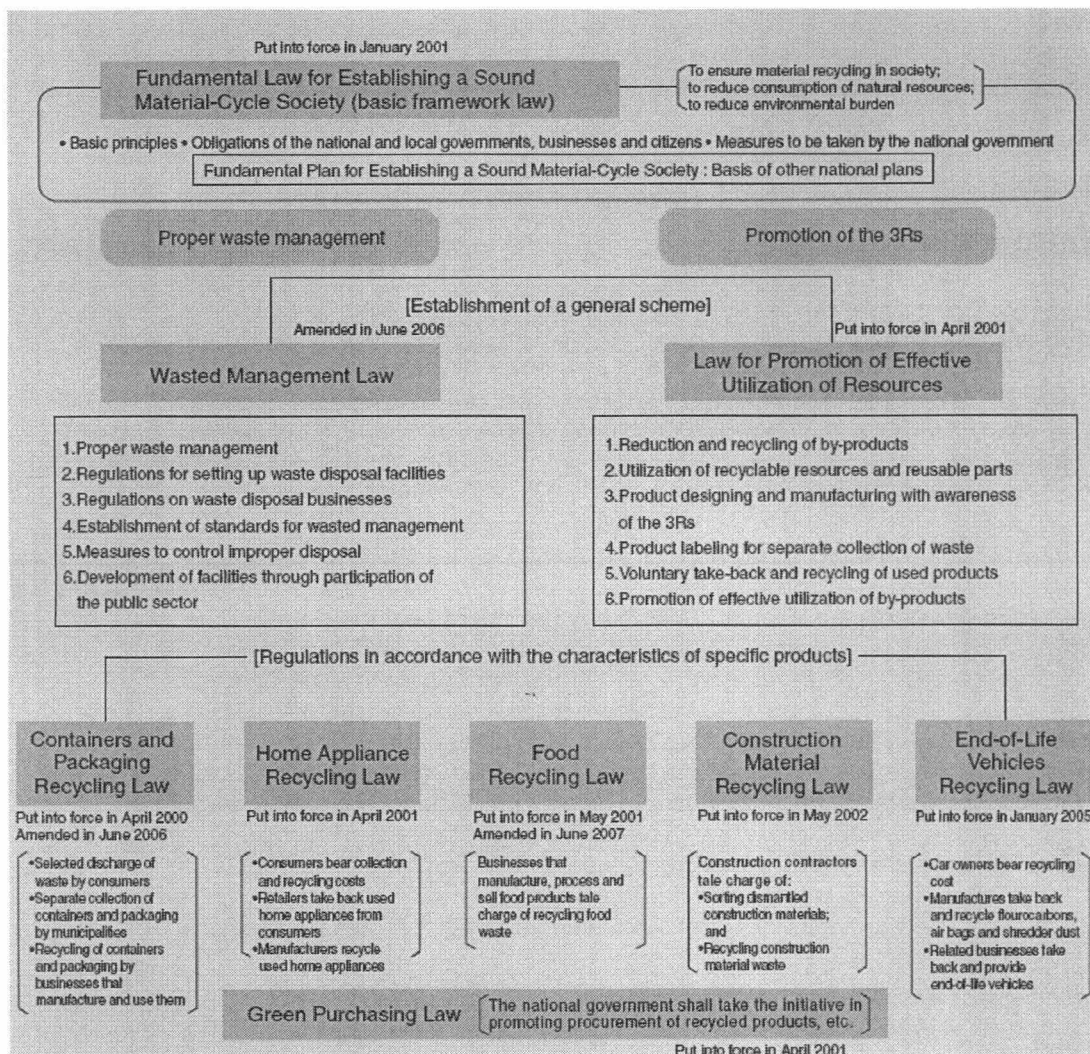 Put into force in January 2001
Fundamental Law for Establishing a Sound
Material-Cycle Society (basic framework law)
To ensure material recycling in society;
to reduce consumption of natural resources;
to reduce environmental burden
• Basic principles • Obligations of the national and local governments, businesses and citizens • Measures to be taken by the national government
Fundamental Plan for Establishing a Sound Material-Cycle Society : Basis of other national plans
Proper waste management
Promotion of the 3Rs
[Establishment of a general scheme]
Amended in June 2006
Put into force in April 2001
Wasted Management Law
Law for Promotion of Effective
Utilization of Resources
1.Proper waste management
2.Regulations for setting up waste disposal facilities
3.Regulations on waste disposal businesses
4.Establishment of standards for wasted management
5.Measures to control improper disposal
6.Development of facilities through participation of
the public sector
1.Reduction and recycling of by-products
2.Utilization of recyclable resources and reusable parts
3.Product designing and manufacturing with awareness
of the 3Rs
4.Product labeling for separate collection of waste
5.Voluntary take-back and recycling of used products
6.Promotion of effective utilization of by-products
[Regulations in accordance with the characteristics of specific products]
Containers and
Packaging
Recycling Law
Put into force in April 2000
Amended in June 2006
•Selected discharge of
waste by consumers
•Separate collection of
containers and packaging
by municipalities
•Recycling of containers
and packaging by
businesses that
manufacture and use them
Home Appliance
Recycling Law
Put into force in April 2001
•Consumers bear collection
and recycling costs
•Retailers take back used
home appliances from
consumers
•Manufacturers recycle
used home appliances
Food
Recycling Law
Put into force in May 2001
Amended in June 2007
Businesses that
manufacture, process and
sell food products tale
charge of recycling food
waste
Construction
Material
Recycling Law
Put into force in May 2002
Construction contractors
tale charge of:
•Sorting dismantled
construction materials;
and
•Recycling construction
material waste
End-of-Life
Vehicles
Recycling Law
Put into force in January 2005
•Car owners bear recycling
cost
•Manufactures take back
and recycle flourocarbons,
air bags and shredder dust
•Related businesses take
back and provide
end-of-life vehicles
Green Purchasing Law
The national government shall take the initiative in
promoting procurement of recycled products, etc.
Put into force in April 2001